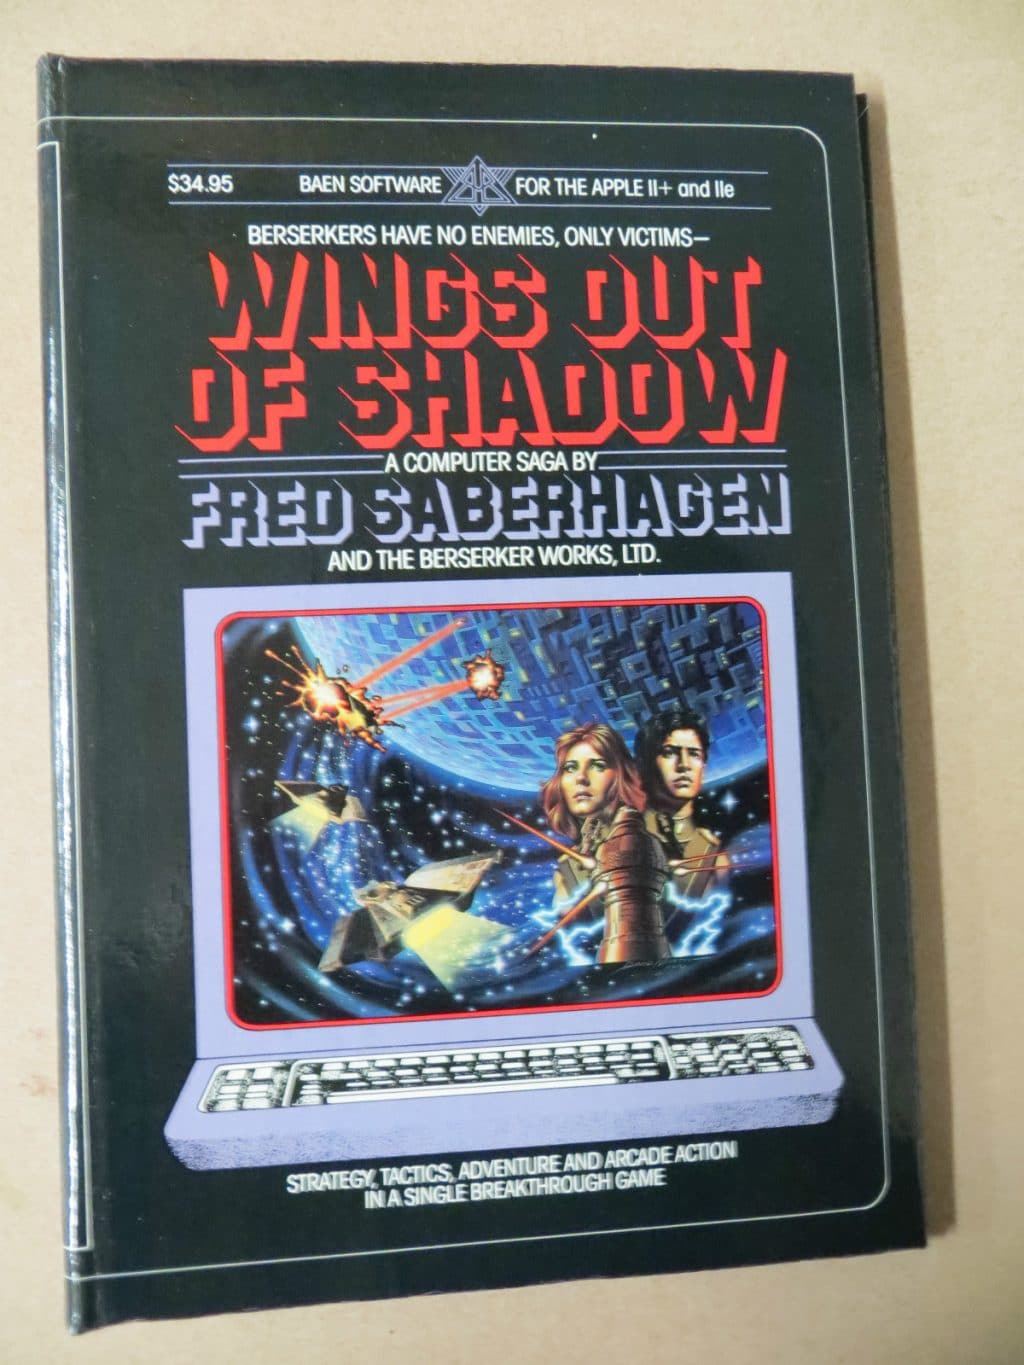 $34.95 BAEN SOFTWARE FOR THE APPLE II+ and IIe
BERSERKERS HAVE NO ENEMIES, ONLY VICTIMS—
WINGS OUT
OF SHADOW
A COMPUTER SAGA BY
FRED SABERHAGEN
AND THE BERSERKER WORKS, LTD.
STRATEGY, TACTICS, ADVENTURE AND ARCADE ACTION
IN A SINGLE BREAKTHROUGH GAME